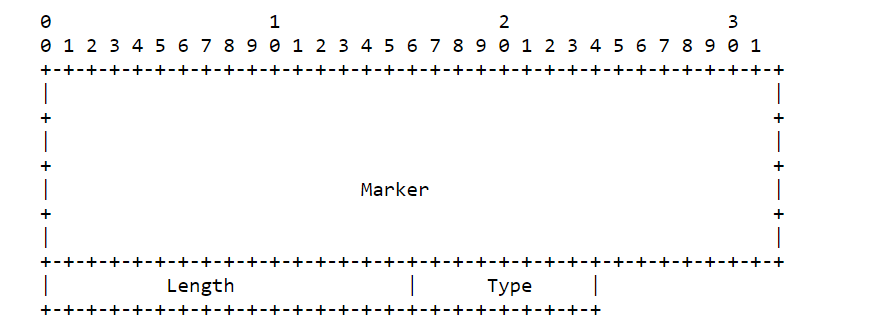 0                   1                   2                   3
0 1 2 3 4 5 6 7 8 9 0 1 2 3 4 5 6 7 8 9 0 1 2 3 4 5 6 7 8 9 0 1
+-+-+-+-+-+-+-+-+-+-+-+-+-+-+-+-+-+-+-+-+-+-+-+-+-+-+-+-+-+-+-+-+
|                                                               |
+                                                               +
|                                                               |
+                                                               +
|                           Marker                              |
+                                                               +
|                                                               |
+-+-+-+-+-+-+-+-+-+-+-+-+-+-+-+-+-+-+-+-+-+-+-+-+-+-+-+-+-+-+-+-+
|          Length               |      Type     |
+-+-+-+-+-+-+-+-+-+-+-+-+-+-+-+-+-+-+-+-+-+-+-+-+